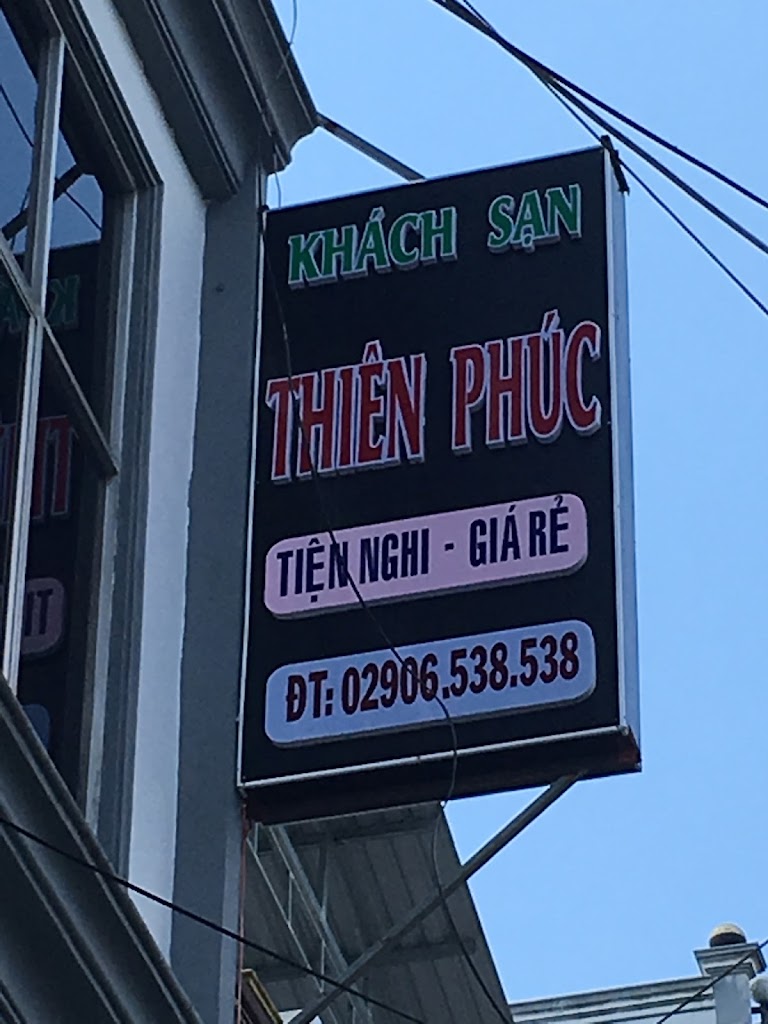 KHÁCH SẠN
THIÊN PHÚC
TIỆN NGHI - GIÁ RẺ
ĐT: 02906.538.538